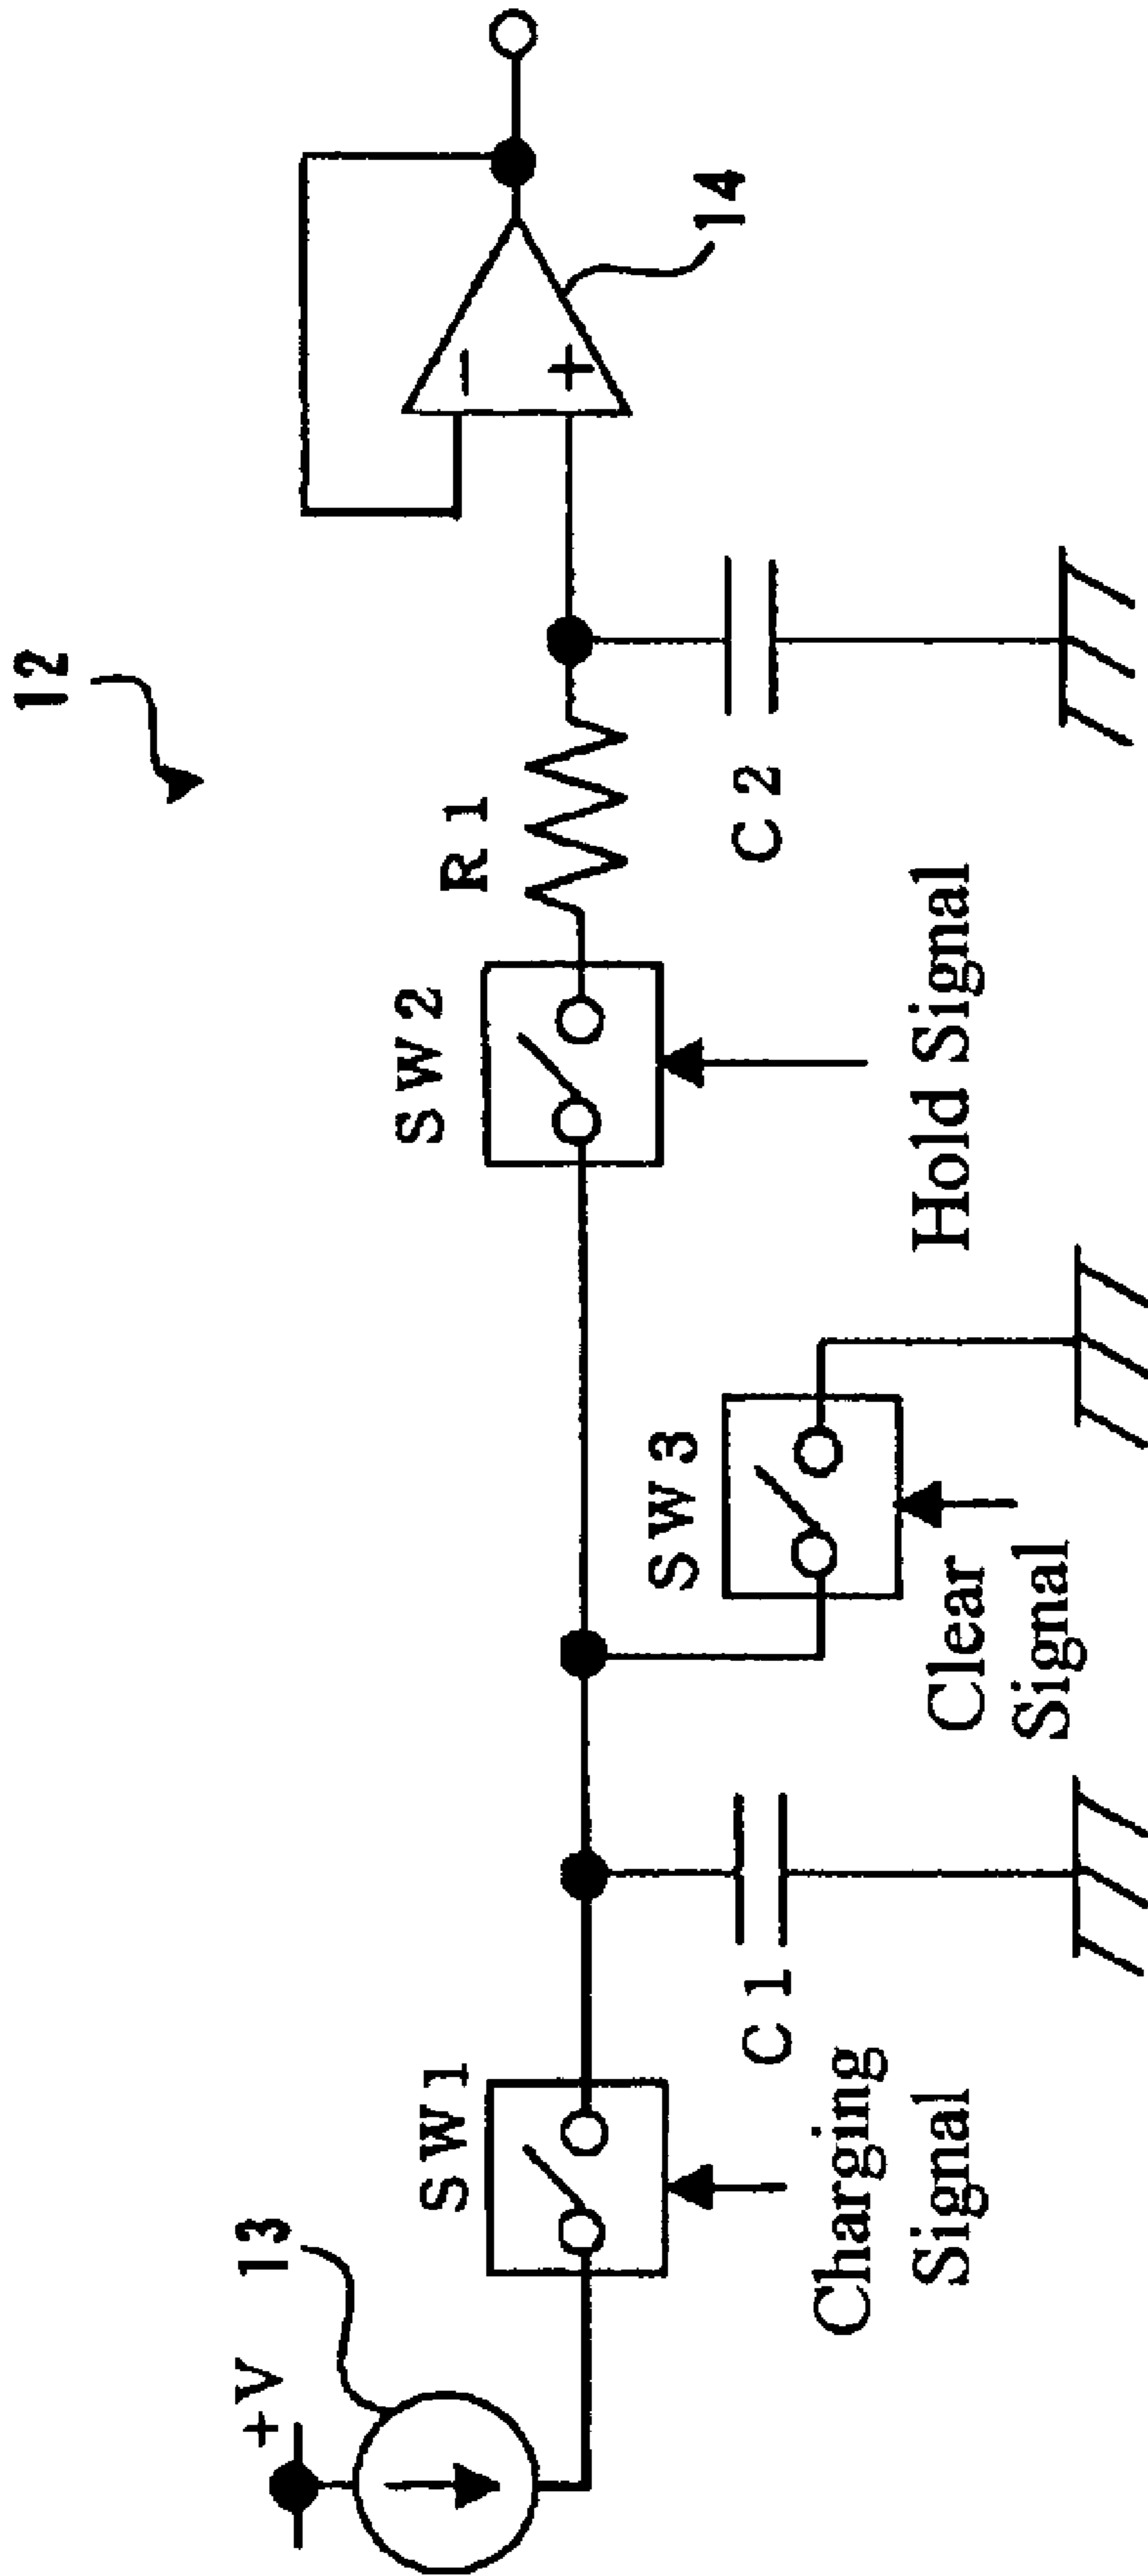 12
+V
13
SW1
Charging
Signal
C1
SW3
Clear
Signal
SW2
Hold Signal
R1
C2
-
+
14